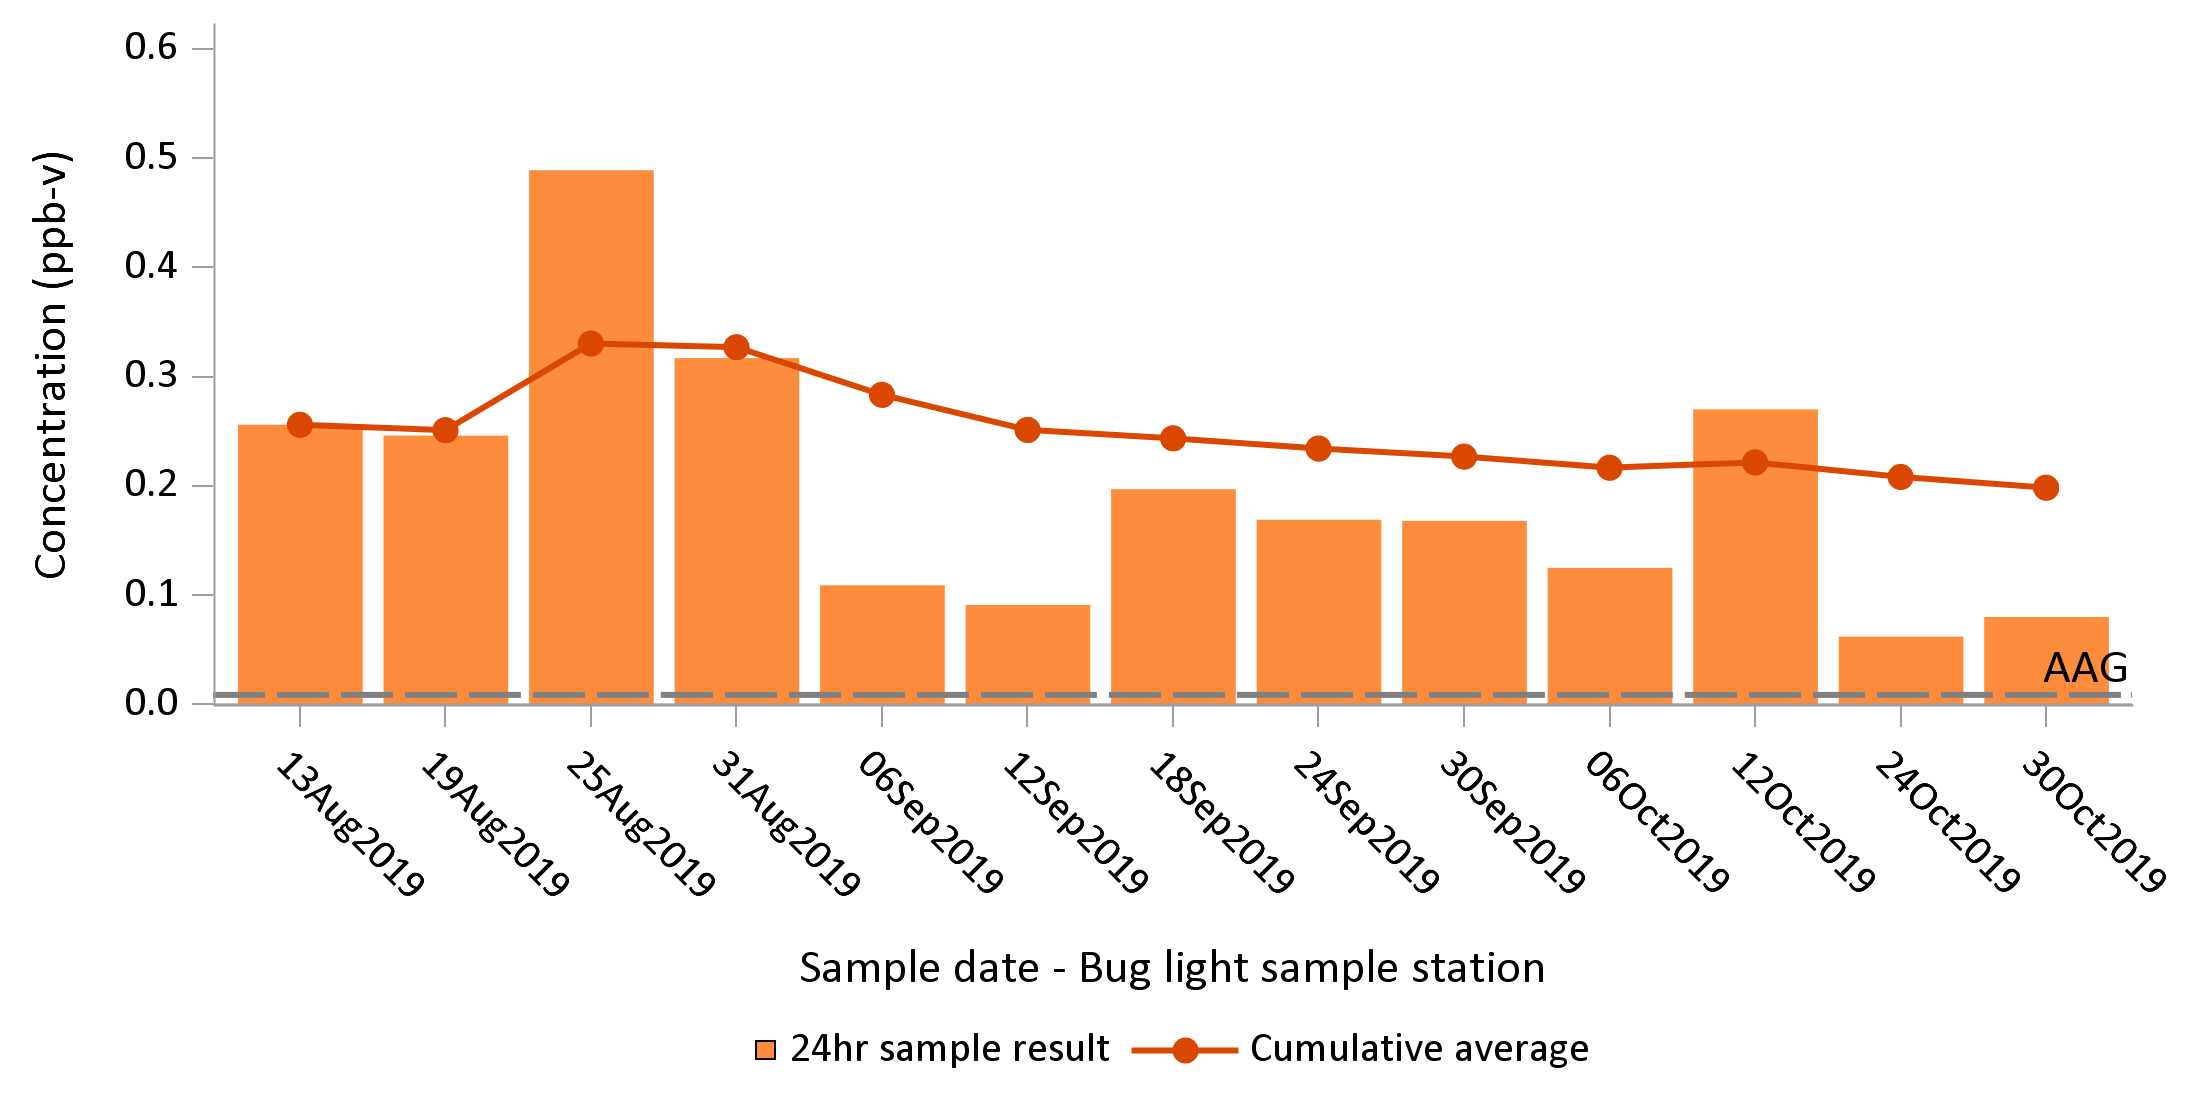 Concentration (ppb-v)
0.6
0.5
0.4
0.3
0.2
0.1
0.0
AAG
13Aug2019
19Aug2019
25Aug2019
31Aug2019
06Sep2019
12Sep2019
18Sep2019
24Sep2019
30Sep2019
06Oct2019
12Oct2019
24Oct2019
30Oct2019
Sample date - Bug light sample station
24hr sample result
Cumulative average